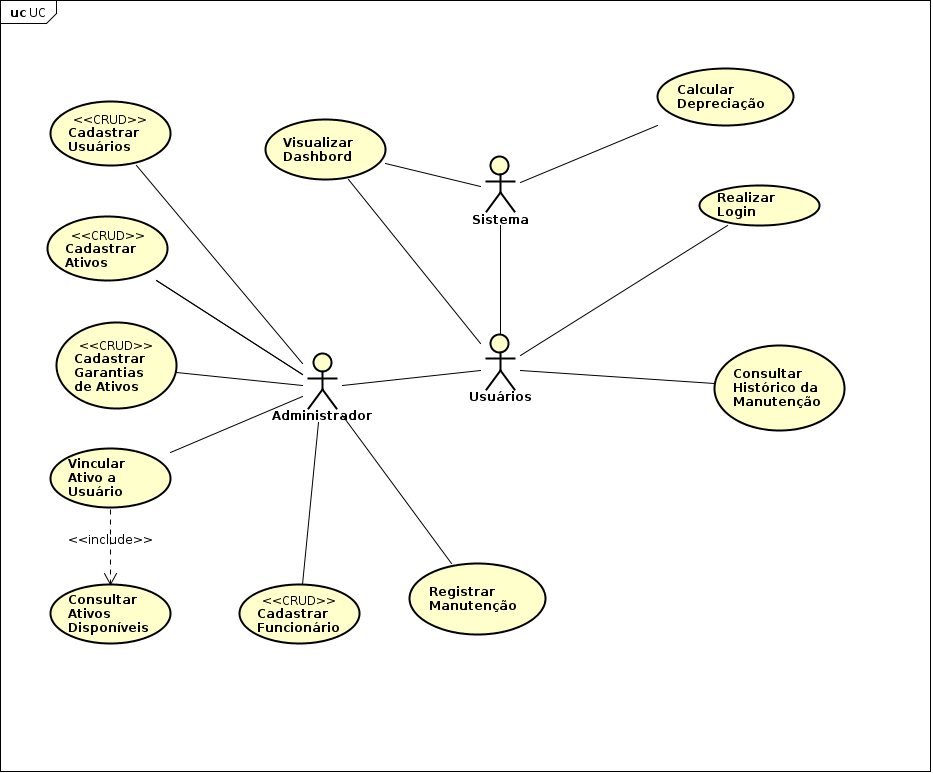 uc UC
<<CRUD>>
Cadastrar
Usuários
Visualizar
Dashbord
Calcular
Depreciação
Sistema
Realizar
Login
<<CRUD>>
Cadastrar
Ativos
<<CRUD>>
Cadastrar
Garantias
de Ativos
Administrador
Usuários
Consultar
Histórico da
Manutenção
Vincular
Ativo a
Usuário
<<include>>
Consultar
Ativos
Disponíveis
<<CRUD>>
Cadastrar
Funcionário
Registrar
Manutenção